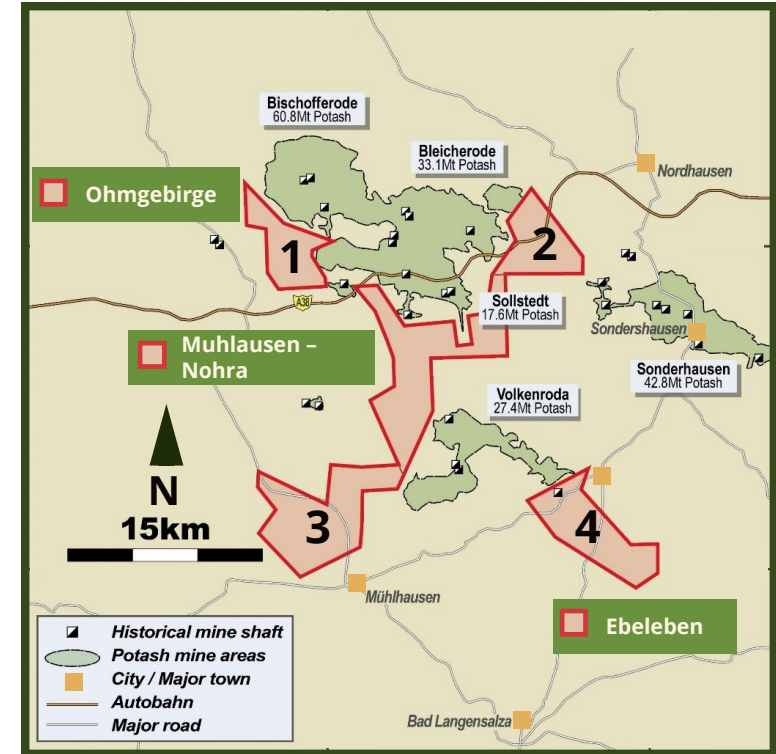 Bischofferode
60.8Mt Potash
Bleicherode
33.1Mt Potash
Nordhausen
Ohmgebirge
1
2
A38
Sollstedt
17.6Mt Potash
Sondershausen
Muhlausen –
Nohra
Sonderhausen
42.8Mt Potash
Volkenroda
27.4Mt Potash
N
15km
3
4
Mühlhausen
Ebeleben
Historical mine shaft
Potash mine areas
City / Major town
Autobahn
Major road
Bad Langensalza